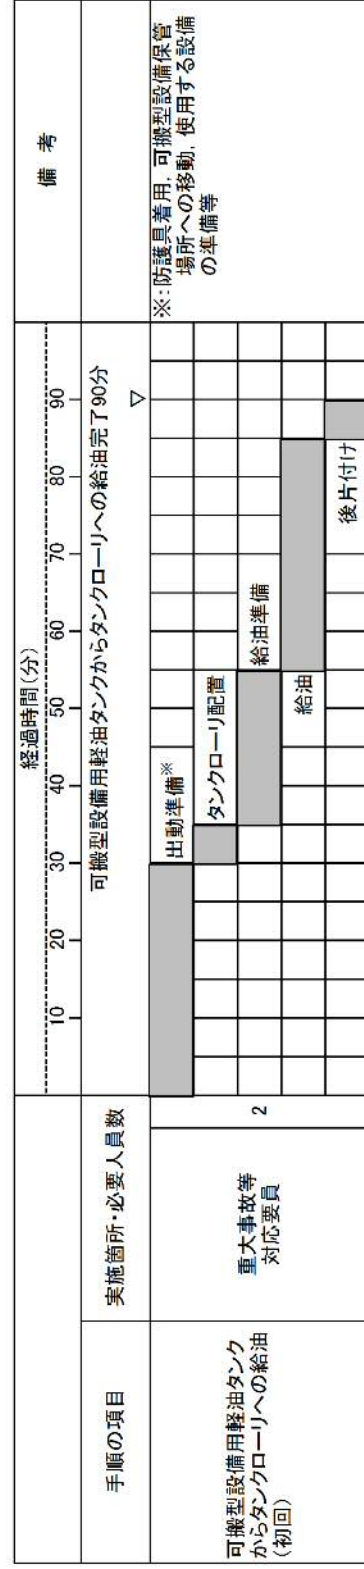 経過時間(分)
備　考
10 20 30 40 50 60 70 80 90
手順の項目
実施箇所・必要人員数
可搬型設備用軽油タンクからタンクローリへの給油完了90分
▽
可搬型設備用軽油タンク
からタンクローリへの給油
(初回)
重大事故等
対応要員
2
出動準備※
タンクローリ配置
給油準備
給油
後片付け
※:防護具着用,可搬型設備保管
場所への移動,使用する設備
の準備等